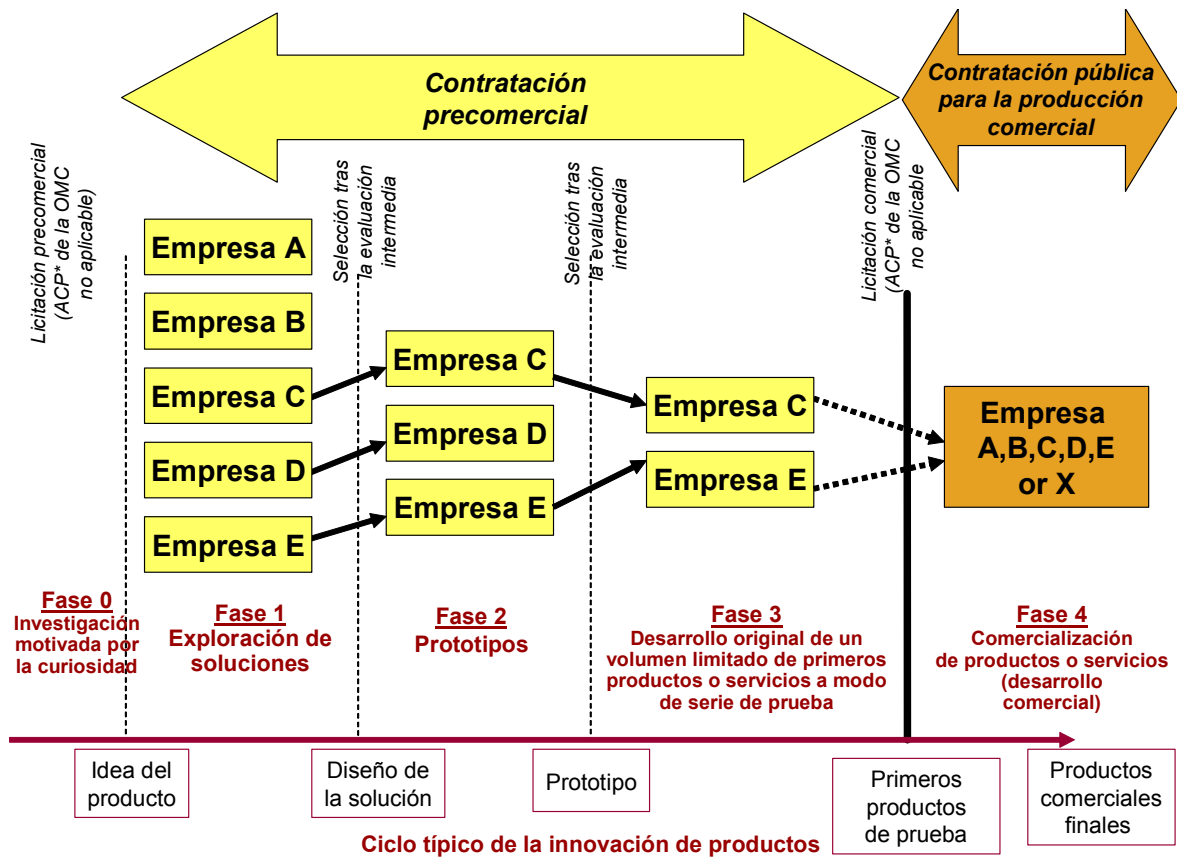 Contratación
precomercial
Contratación pública
para la producción
comercial
Licitación precomercial
(ACP* de la OMC
no aplicable)
Selección tras
la evaluación
intermedia
Selección tras
la evaluación
intermedia
Licitación comercial
(ACP* de la OMC
no aplicable
Empresa A
Empresa B
Empresa C
Empresa D
Empresa E
Empresa C
Empresa D
Empresa E
Empresa C
Empresa E
Empresa
A,B,C,D,E
or X
Fase 0
Investigación
motivada por
la curiosidad
Fase 1
Exploración de
soluciones
Fase 2
Prototipos
Fase 3
Desarrollo original de un
volumen limitado de primeros
productos o servicios a modo
de serie de prueba
Fase 4
Comercialización
de productos o servicios
(desarrollo
comercial)
Idea del
producto
Diseño de
la solución
Prototipo
Primeros
productos
de prueba
Productos
comerciales
finales
Ciclo típico de la innovación de productos